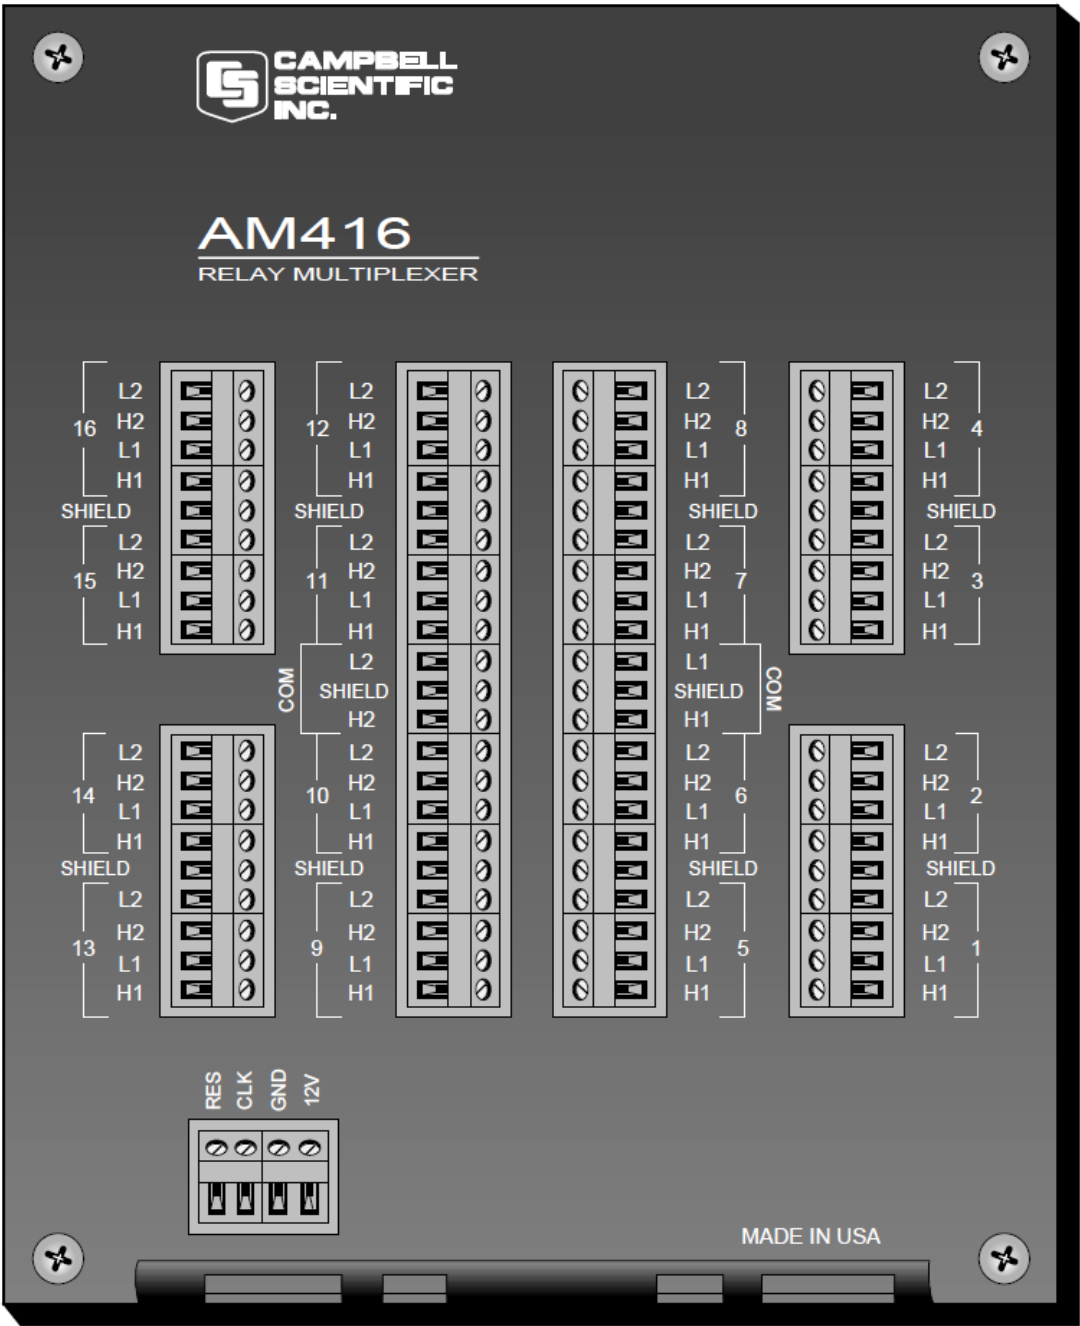 CAMPBELL
SCIENTIFIC
INC.
AM416
RELAY MULTIPLEXER
L2 L2 L2 L2
16 H2 12 H2 8 H2 4 H2
L1 L1 L1 L1
H1 H1 H1 H1
SHIELD SHIELD SHIELD SHIELD
L2 L2 L2 L2
15 H2 11 H2 7 H2 3 H2
L1 L1 L1 L1
H1 H1 H1 H1
COM L2 L1 COM
SHIELD SHIELD
H2 H1
L2 L2 L2 L2
14 H2 10 H2 6 H2 2 H2
L1 L1 L1 L1
H1 H1 H1 H1
SHIELD SHIELD SHIELD SHIELD
L2 L2 L2 L2
13 H2 9 H2 5 H2 1 H2
L1 L1 L1 L1
H1 H1 H1 H1
RES CLK GND 12V
MADE IN USA